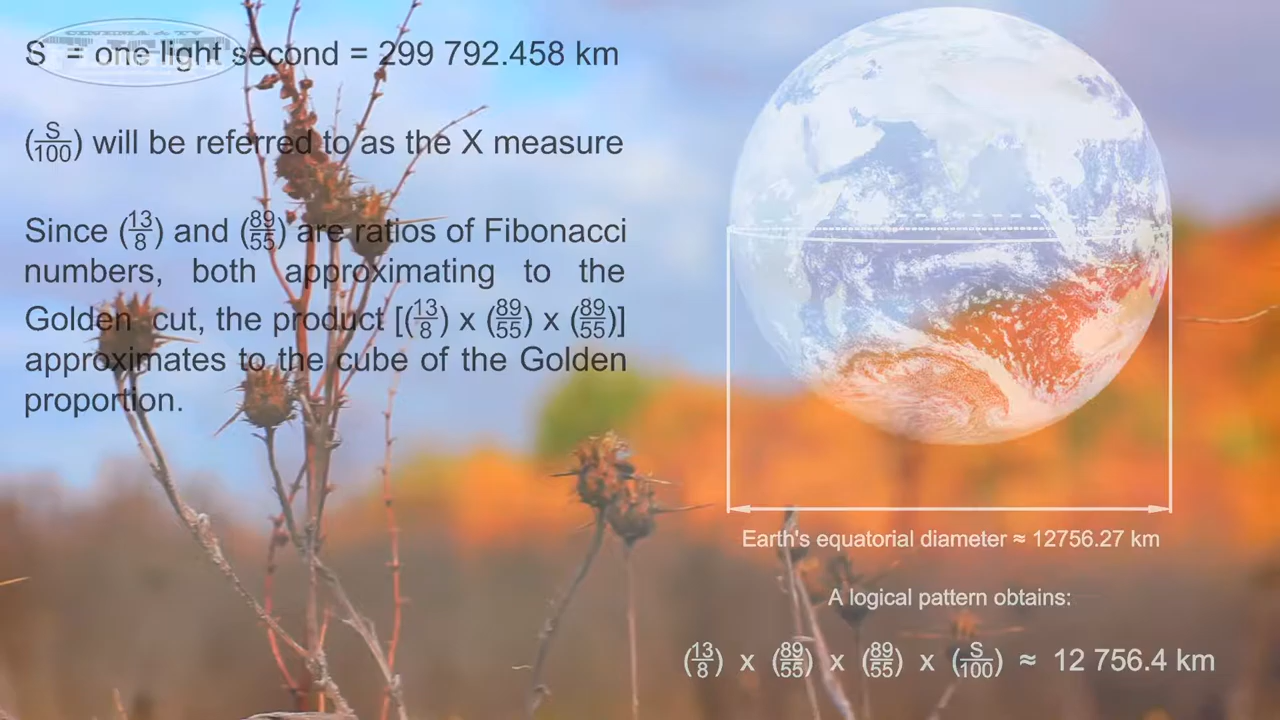 CINEMA & TV
S = one light second = 299 792.458 km
(S/100) will be referred to as the X measure
Since (13/8) and (89/55) are ratios of Fibonacci
numbers, both approximating to the
Golden cut, the product [(13/8) x (89/55) x (89/55)]
approximates to the cube of the Golden
proportion.
Earth's equatorial diameter ≈ 12756.27 km
A logical pattern obtains:
(13/8) x (89/55) x (89/55) x (S/100) ≈ 12 756.4 km